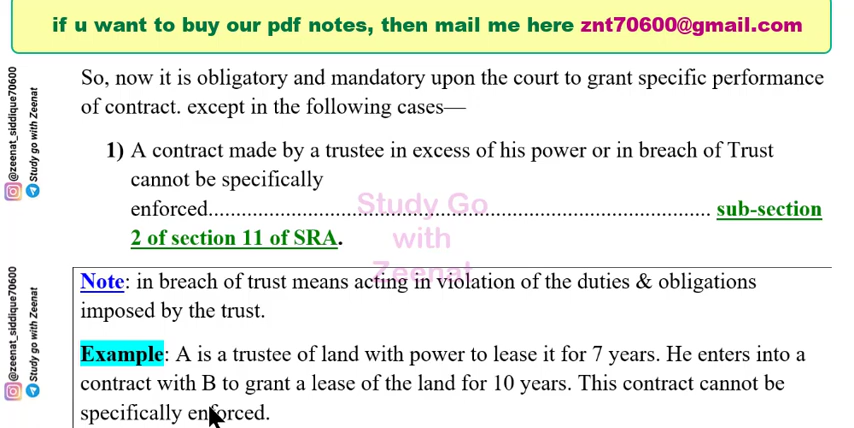 if u want to buy our pdf notes, then mail me here znt70600@gmail.com
So, now it is obligatory and mandatory upon the court to grant specific performance
of contract. except in the following cases—
1) A contract made by a trustee in excess of his power or in breach of Trust
cannot be specifically
enforced........................................................................................... sub-section
2 of section 11 of SRA.
Note: in breach of trust means acting in violation of the duties & obligations
imposed by the trust.
Example: A is a trustee of land with power to lease it for 7 years. He enters into a
contract with B to grant a lease of the land for 10 years. This contract cannot be
specifically enforced.
@zeenat_siddique70600
Study go with Zeenat
@zeenat_siddique70600
Study go with Zeenat
Study Go
with
Zeenat